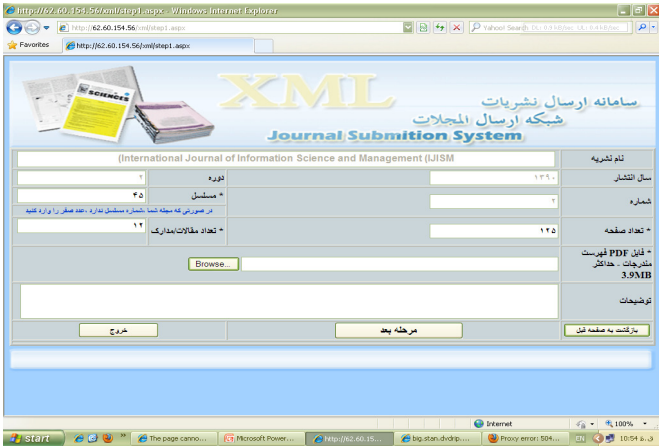 http://62.60.154.56/xml/step1.aspx - Windows Internet Explorer
http://62.60.154.56/xml/step1.aspx
Yahoo! Search
Favorites
http://62.60.154.56/xml/step1.aspx
SCIENCES
XML
سامانه ارسال نشریات
شبکه ارسال المجلات
Journal Submition System
نام نشریه
(International Journal of Information Science and Management (IJISM
سال انتشار
۱۳۹۰
دوره
۲
شماره
۲
* مسلسل
۴۵
در صورتی که مجله شما ،شماره مسلسل ندارد ،عدد صفر را وارد کنید
* تعداد صفحه
۱۲۵
* تعداد مقالات/مدارک
۱۲
* فایل PDF فهرست
مندرجات - حداکثر
3.9MB
Browse...
توضیحات
بازگشت به صفحه قبل
مرحله بعد
خروج
Internet
100%
start
The page canno...
Microsoft Power...
http://62.60.15...
big.stan.dvdrip....
Proxy error: 504...
EN
10:54 ق.ظ